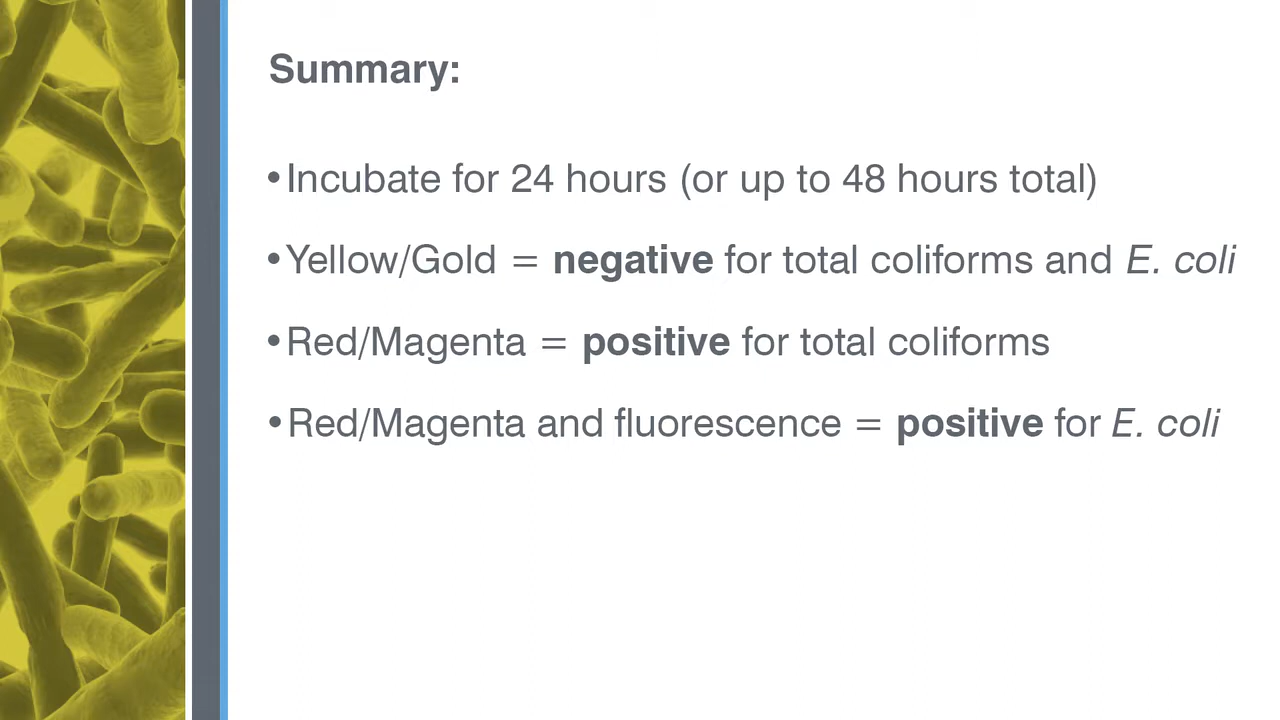 Summary:
•Incubate for 24 hours (or up to 48 hours total)
•Yellow/Gold = negative for total coliforms and E. coli
•Red/Magenta = positive for total coliforms
•Red/Magenta and fluorescence = positive for E. coli